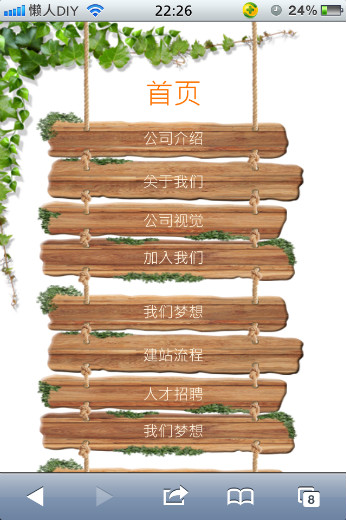 懒人DIY 22:26 24%
首页
公司介绍
关于我们
公司视觉
加入我们
我们梦想
建站流程
人才招聘
我们梦想
8